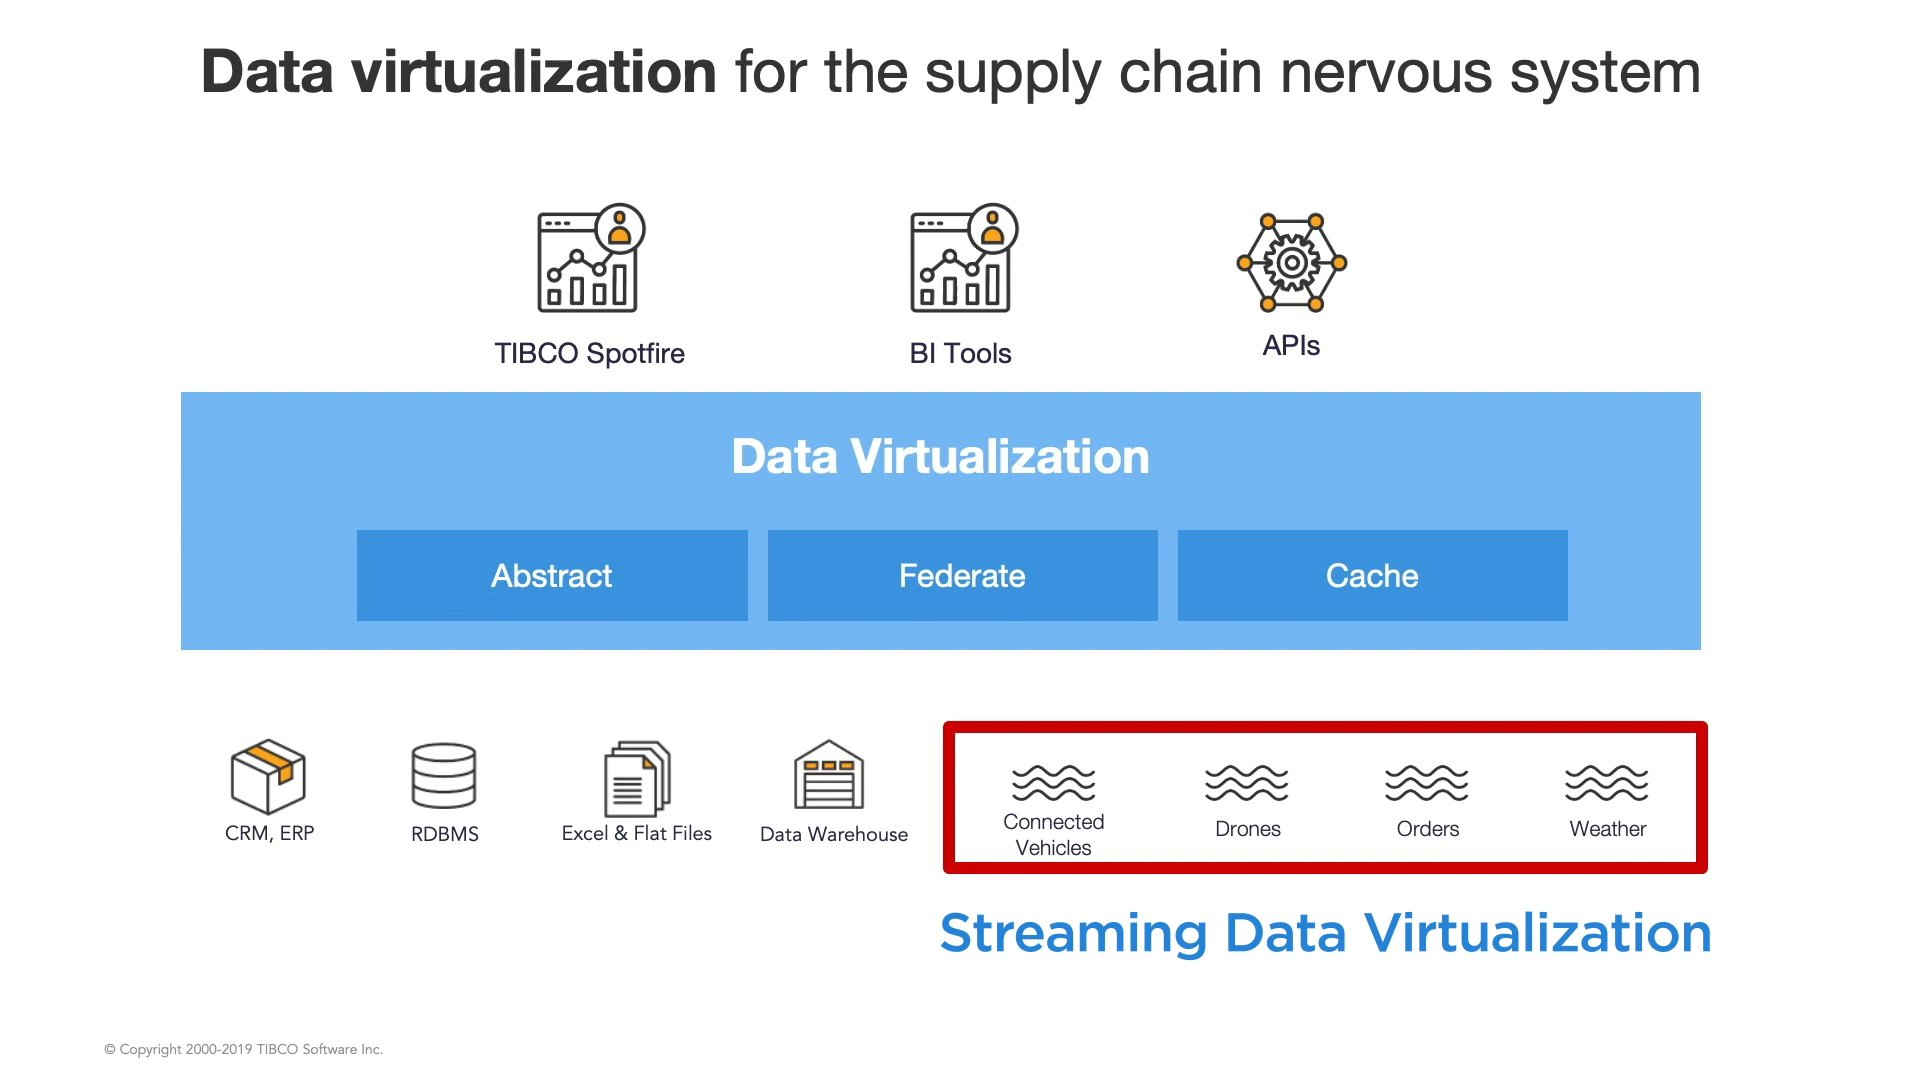 Data virtualization for the supply chain nervous system
TIBCO Spotfire
BI Tools
APIs
Data Virtualization
Abstract
Federate
Cache
CRM, ERP
RDBMS
Excel & Flat Files
Data Warehouse
Connected
Vehicles
Drones
Orders
Weather
Streaming Data Virtualization
© Copyright 2000-2019 TIBCO Software Inc.